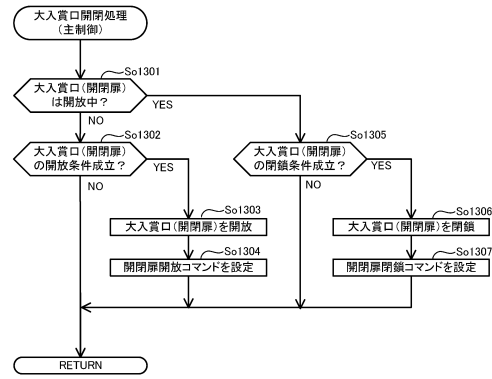 大入賞口開閉処理
(主制御)
So1301
大入賞口(開閉扉)
は開放中？
YES
NO
So1302
大入賞口(開閉扉)
の開放条件成立？
YES
NO
So1305
大入賞口(開閉扉)
の閉鎖条件成立？
YES
NO
So1303
大入賞口(開閉扉)を開放
So1304
開閉扉開放コマンドを設定
So1306
大入賞口(開閉扉)を閉鎖
So1307
開閉扉閉鎖コマンドを設定
RETURN